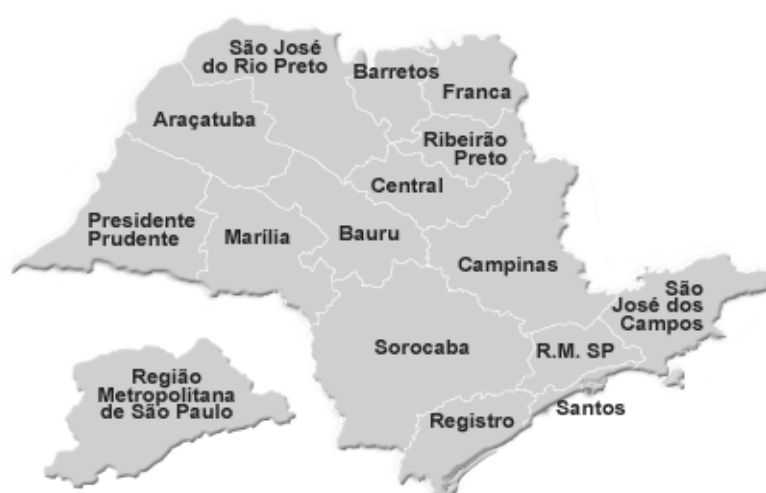 São José
do Rio Preto
Barretos
Franca
Araçatuba
Ribeirão
Preto
Central
Presidente
Prudente
Marília
Bauru
Campinas
São
José dos
Campos
Sorocaba
R.M. SP
Região
Metropolitana
de São Paulo
Registro
Santos